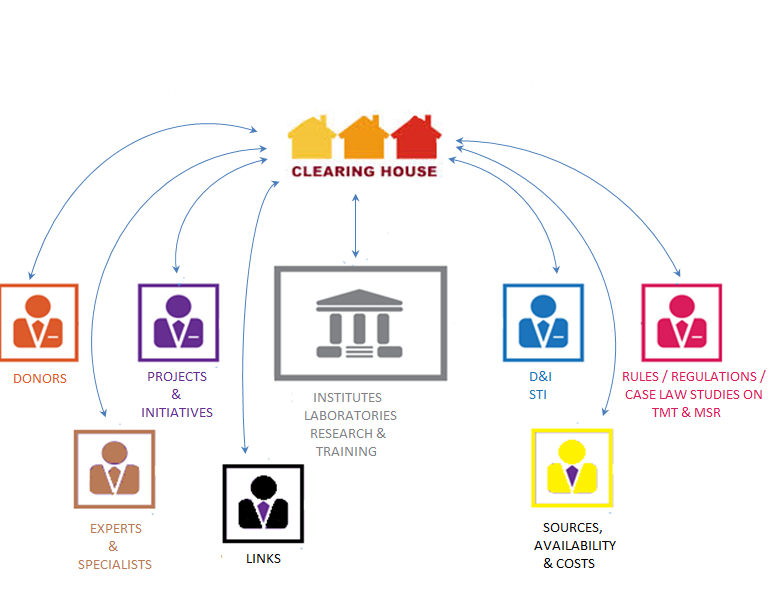 CLEARING HOUSE
DONORS
PROJECTS
&
INITIATIVES
INSTITUTES
LABORATORIES
RESEARCH &
TRAINING
D&I
STI
RULES / REGULATIONS /
CASE LAW STUDIES ON
TMT & MSR
EXPERTS
&
SPECIALISTS
LINKS
SOURCES,
AVAILABILITY
& COSTS